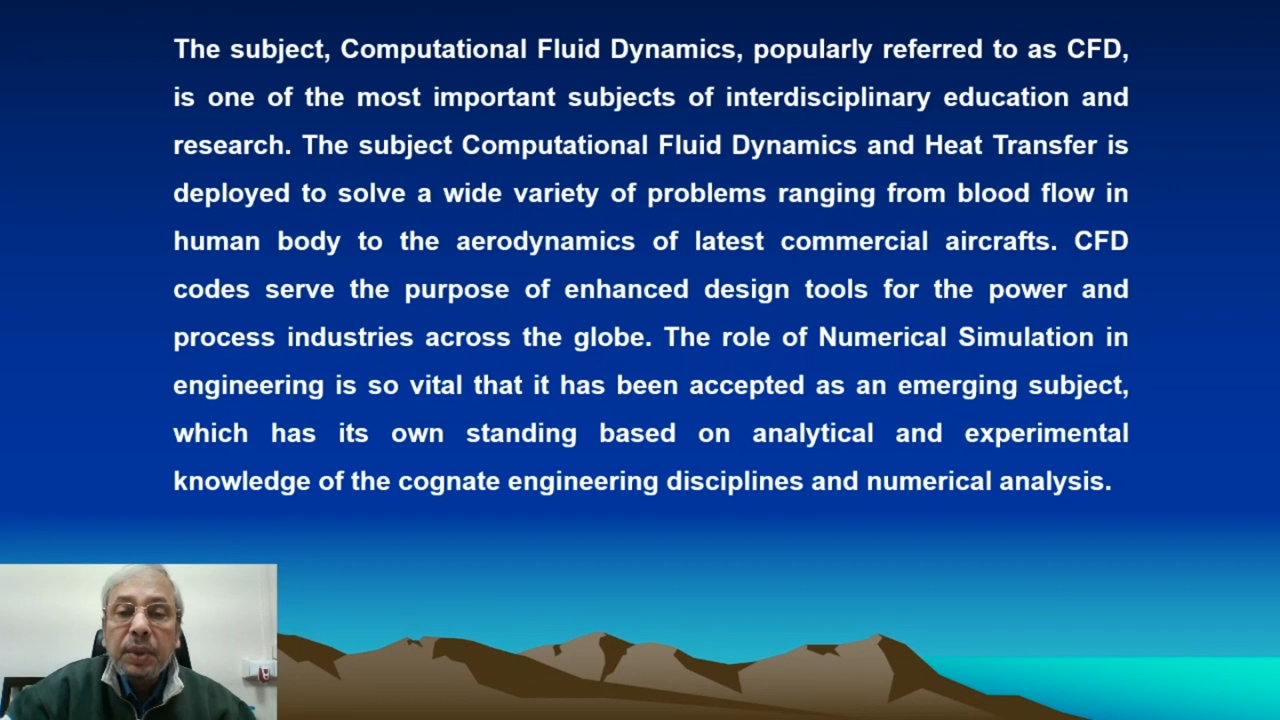 The subject, Computational Fluid Dynamics, popularly referred to as CFD,
is one of the most important subjects of interdisciplinary education and
research. The subject Computational Fluid Dynamics and Heat Transfer is
deployed to solve a wide variety of problems ranging from blood flow in
human body to the aerodynamics of latest commercial aircrafts. CFD
codes serve the purpose of enhanced design tools for the power and
process industries across the globe. The role of Numerical Simulation in
engineering is so vital that it has been accepted as an emerging subject,
which has its own standing based on analytical and experimental
knowledge of the cognate engineering disciplines and numerical analysis.